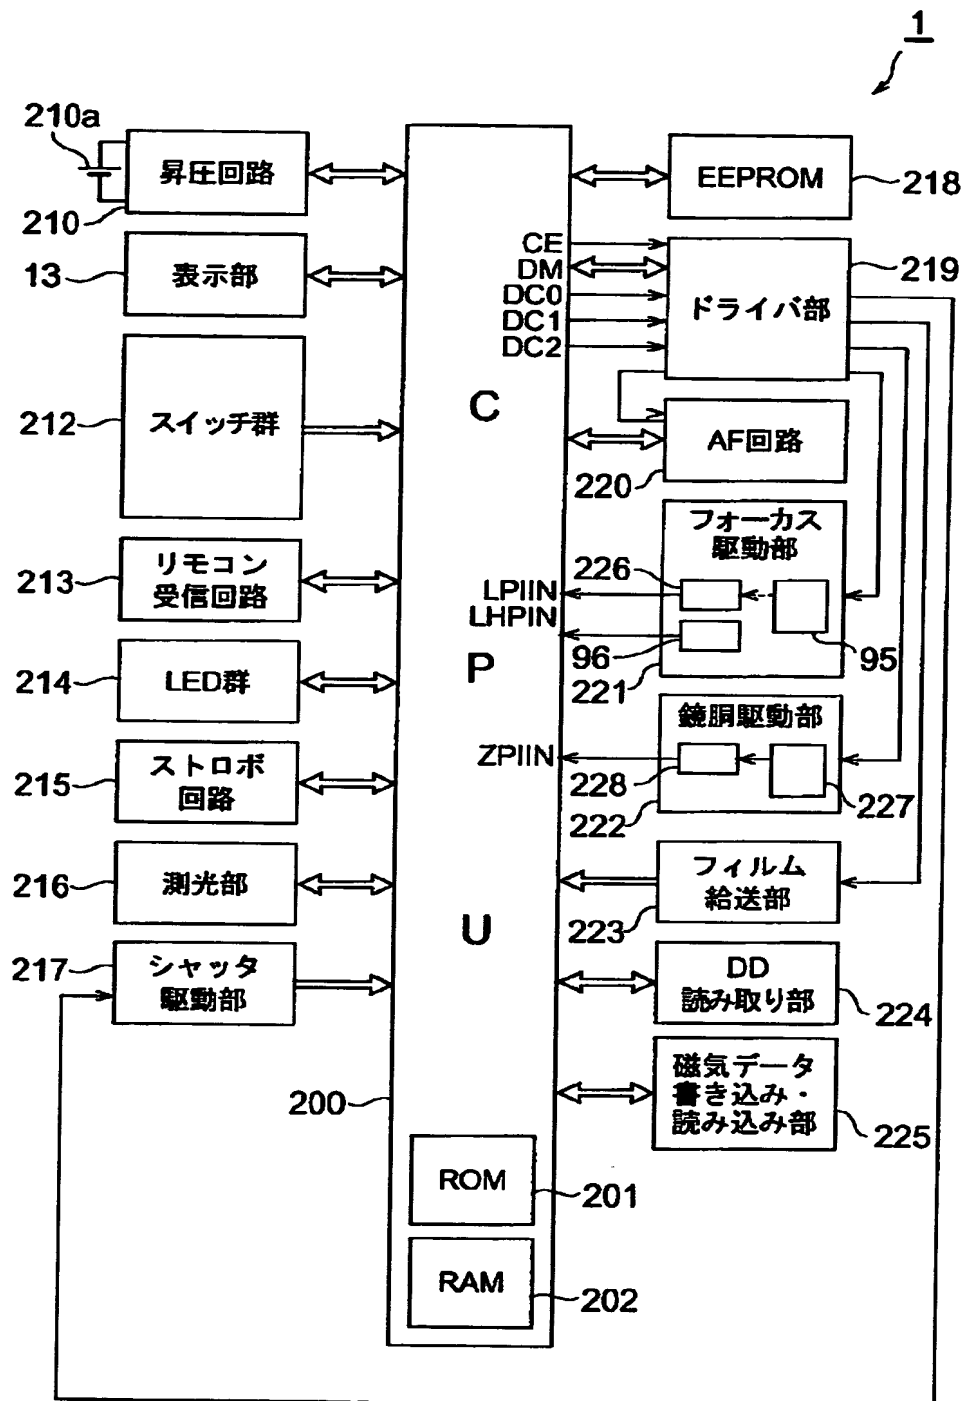 1
210a
昇圧回路
210
13
表示部
212
スイッチ群
213
リモコン
受信回路
214
LED群
215
ストロボ
回路
216
測光部
217
シャッタ
駆動部
200
C
P
U
CE
DM
DC0
DC1
DC2
LPIIN
LHPIN
ZPIIN
ROM
201
RAM
202
EEPROM
218
ドライバ部
219
AF回路
220
フォーカス
駆動部
226
96
95
221
鏡胴駆動部
228
227
222
フィルム
給送部
223
DD
読み取り部
224
磁気データ
書き込み・
読み込み部
225